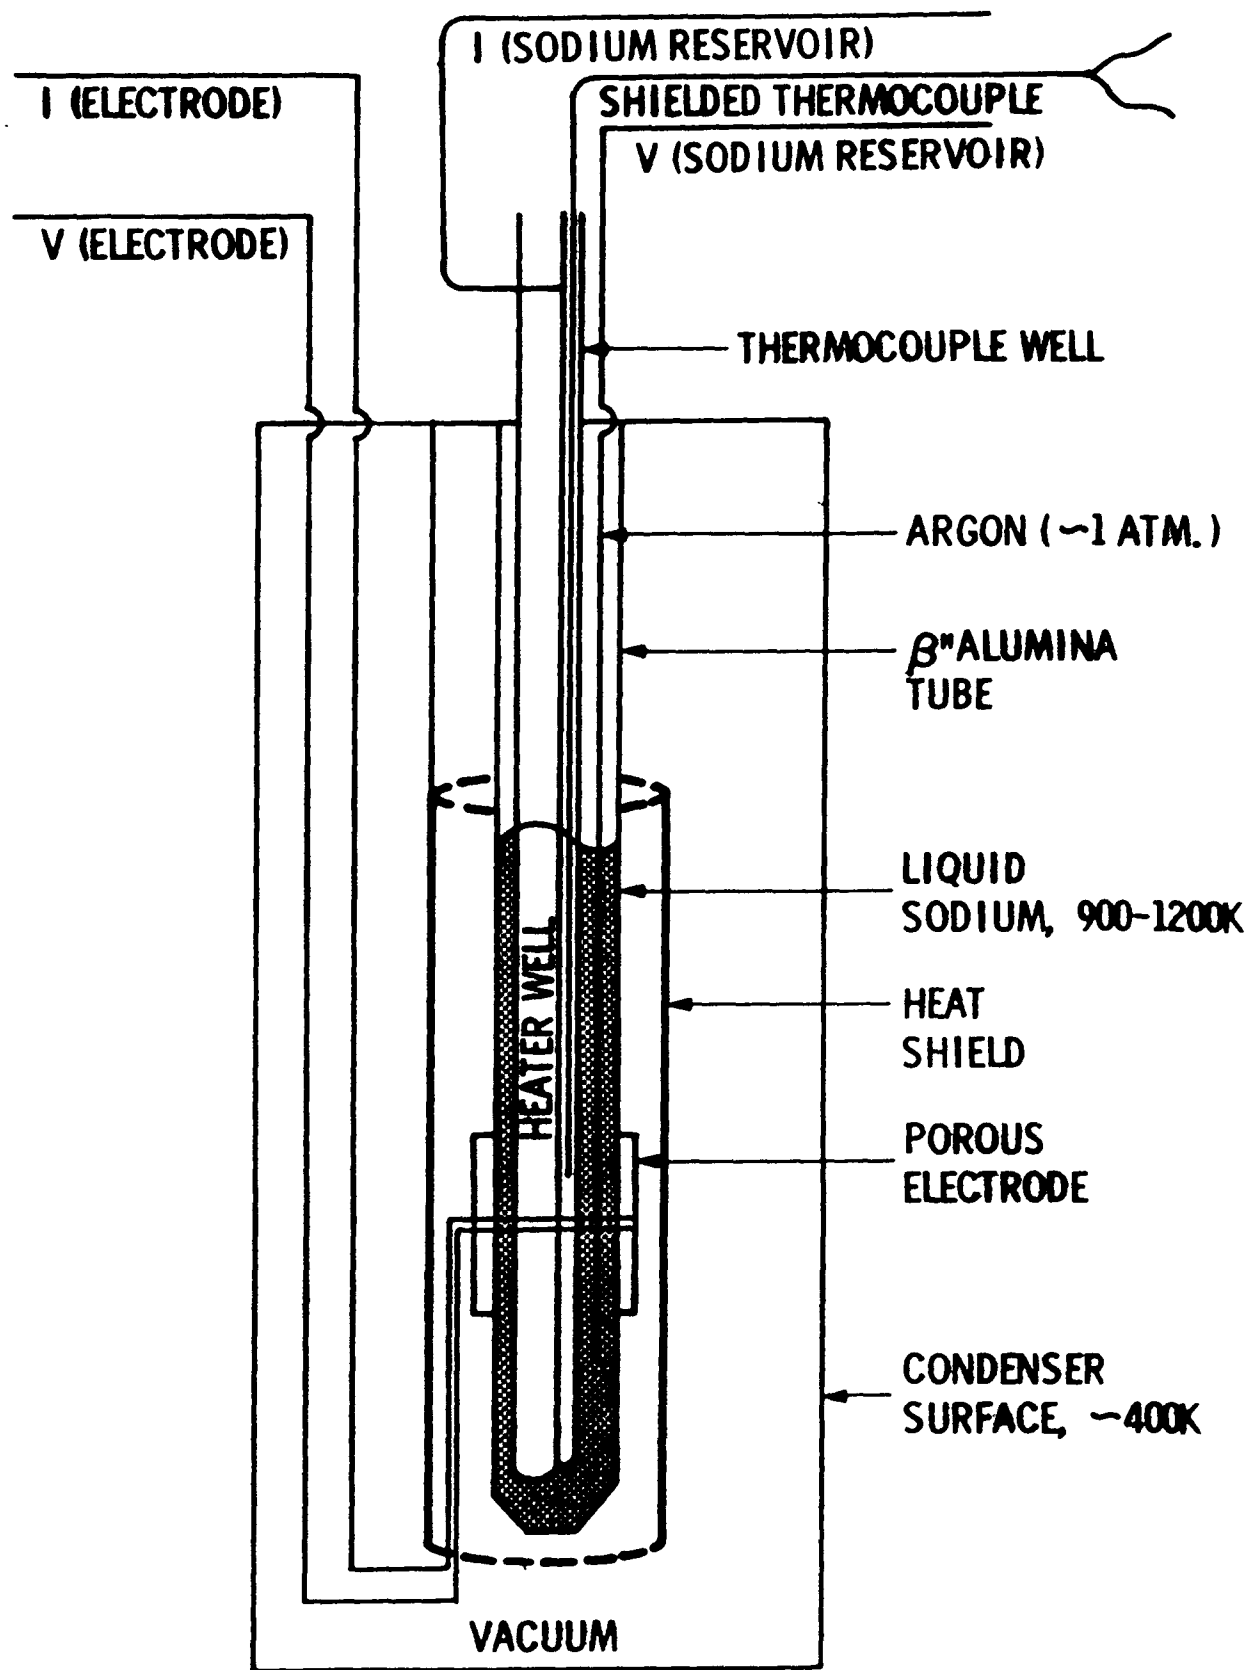 I (SODIUM RESERVOIR)
I (ELECTRODE)
SHIELDED THERMOCOUPLE
V (SODIUM RESERVOIR)
V (ELECTRODE)
THERMOCOUPLE WELL
ARGON (~1 ATM.)
β"ALUMINA
TUBE
LIQUID
SODIUM, 900-1200K
HEATER WELL
HEAT
SHIELD
POROUS
ELECTRODE
CONDENSER
SURFACE, ~400K
VACUUM